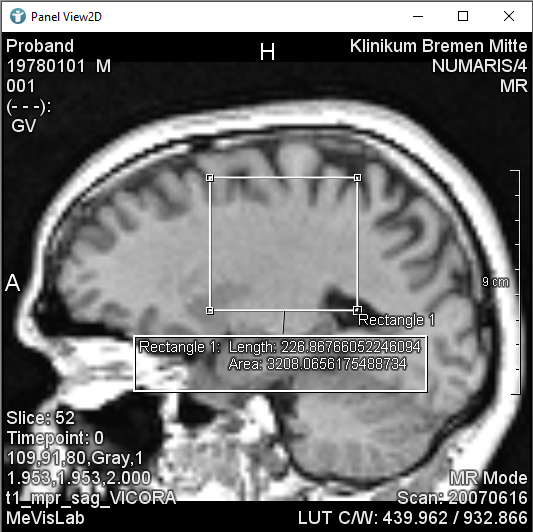 Panel View2D
Proband
Klinikum Bremen Mitte
H
19780101 M
NUMARIS/4
001
MR
(- - -):
GV
A
9 cm
Rectangle 1
Rectangle 1: Length: 226.86766052246094
Area: 3208.0656175488734
Slice: 52
Timepoint: 0
109,91,80,Gray,1
1.953,1.953,2.000
MR Mode
t1_mpr_sag_VICORA
Scan: 20070616
MeVisLab
LUT C/W: 439.962 / 932.866